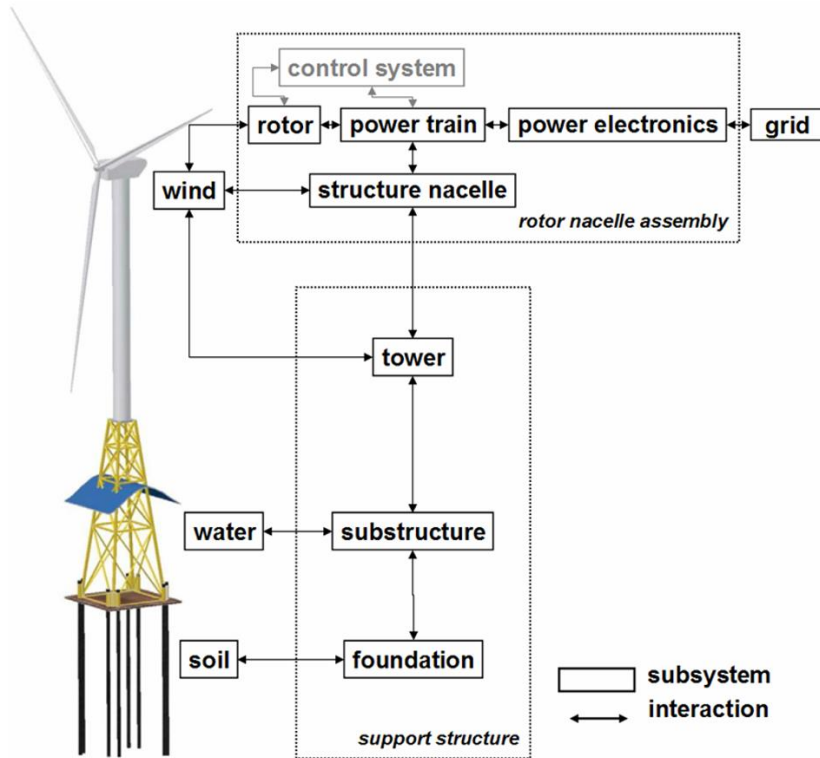 control system
rotor
power train
power electronics
grid
wind
structure nacelle
rotor nacelle assembly
tower
water
substructure
soil
foundation
subsystem
interaction
support structure